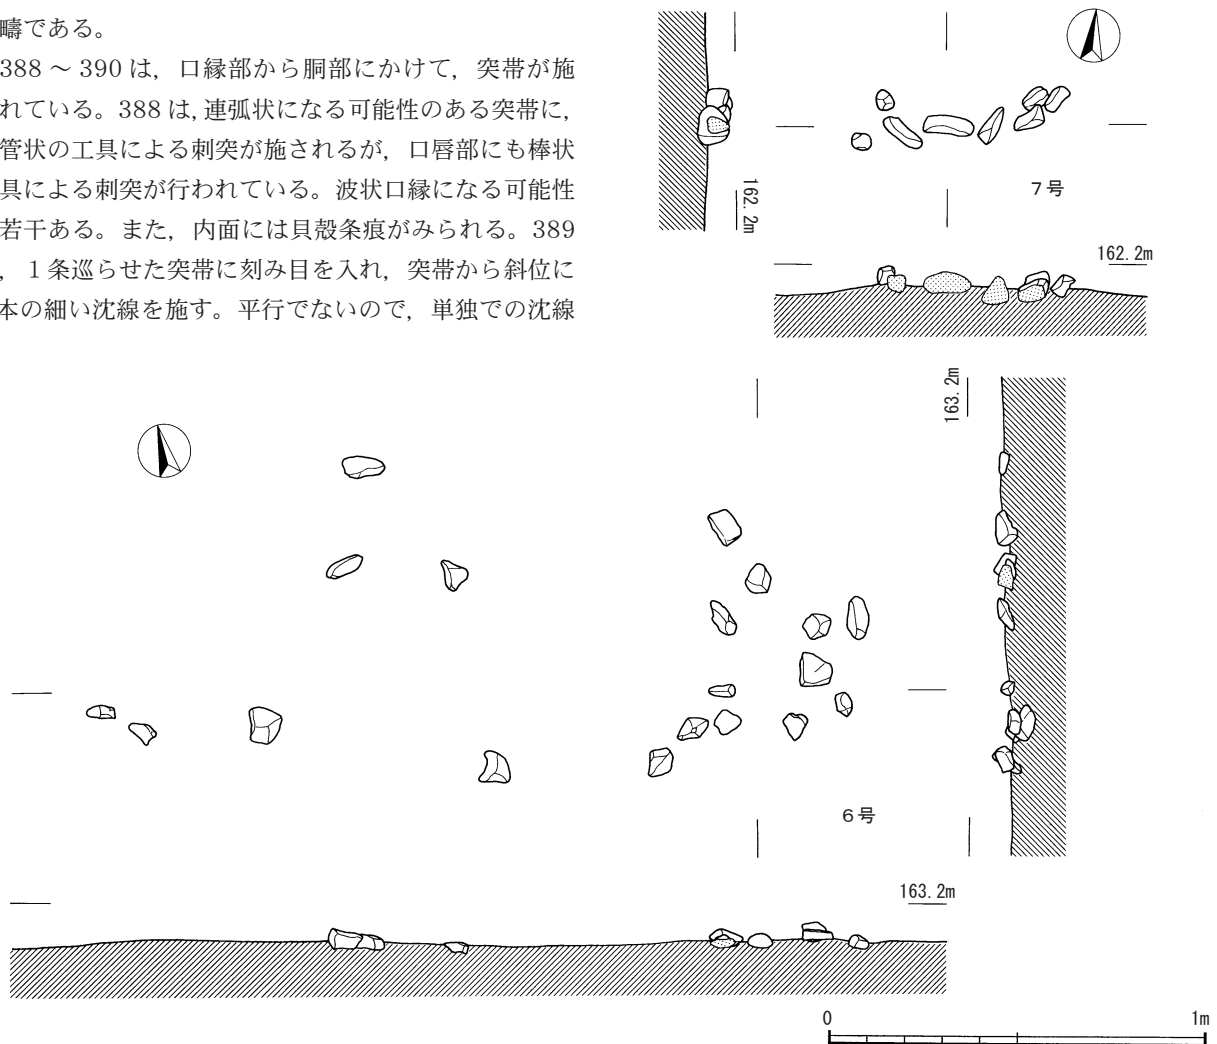 疇である。
388 ～ 390 は，口縁部から胴部にかけて，突帯が施
れている。388 は, 連弧状になる可能性のある突帯に,
管状の工具による刺突が施されるが，口唇部にも棒状
具による刺突が行われている。波状口縁になる可能性
若干ある。また，内面には貝殻条痕がみられる。389
，１条巡らせた突帯に刻み目を入れ，突帯から斜位に
本の細い沈線を施す。平行でないので，単独での沈線
162.2m
７号
162.2m
163.2m
６号
163.2m
0 1m